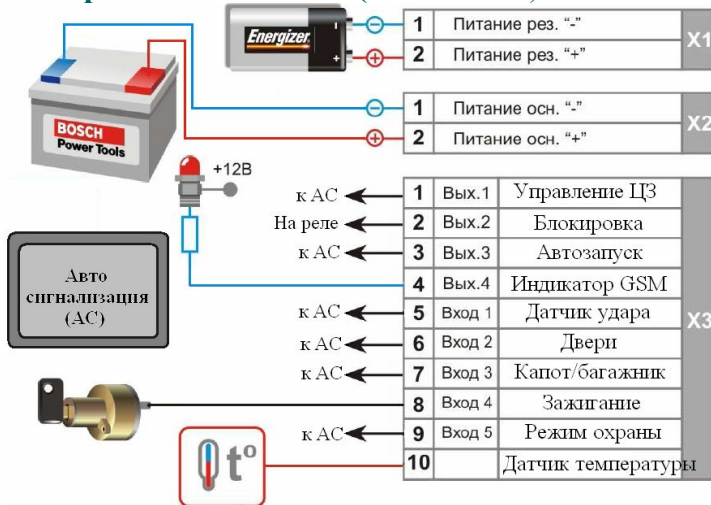 Energizer
1 Питание рез. "-"
2 Питание рез. "+"
X1
1 Питание осн. "-"
2 Питание осн. "+"
X2
BOSCH
Power Tools
+12В
к АС 1 Вых.1 Управление ЦЗ
На реле 2 Вых.2 Блокировка
к АС 3 Вых.3 Автозапуск
4 Вых.4 Индикатор GSM
к АС 5 Вход 1 Датчик удара
к АС 6 Вход 2 Двери
к АС 7 Вход 3 Капот/багажник
8 Вход 4 Зажигание
к АС 9 Вход 5 Режим охраны
10 Датчик температуры
X3
Авто
сигнализация
(АС)
t°